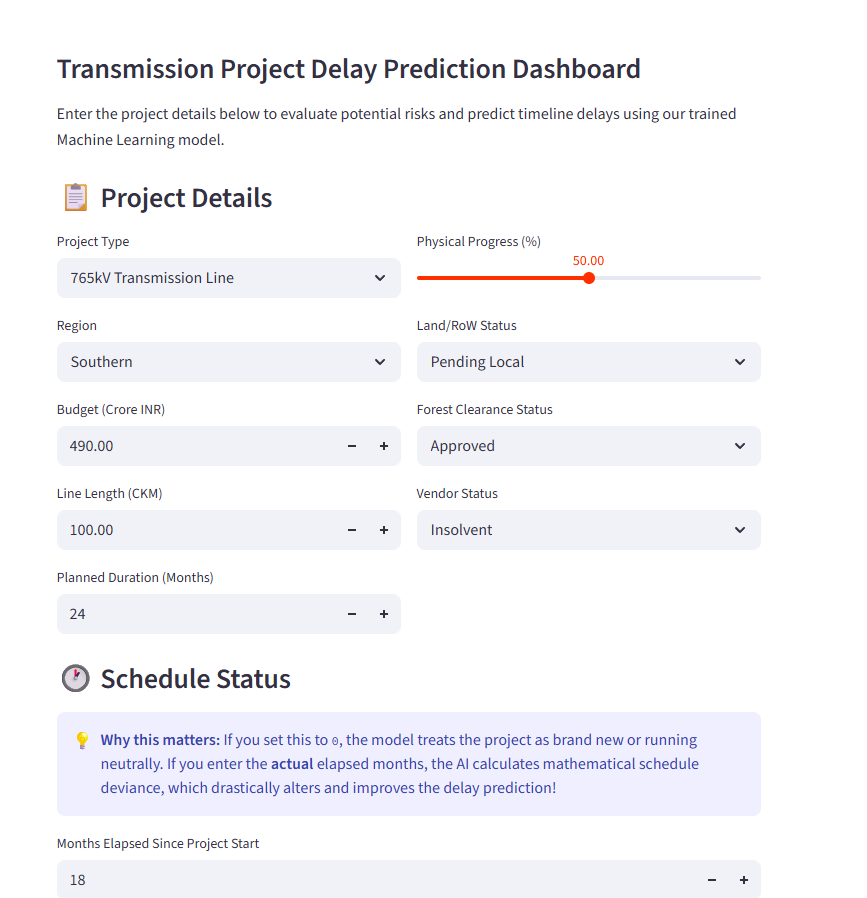 Transmission Project Delay Prediction Dashboard
Enter the project details below to evaluate potential risks and predict timeline delays using our trained
Machine Learning model.
Project Details
Project Type
765kV Transmission Line
Physical Progress (%)
50.00
Region
Southern
Land/RoW Status
Pending Local
Budget (Crore INR)
490.00
Forest Clearance Status
Approved
Line Length (CKM)
100.00
Vendor Status
Insolvent
Planned Duration (Months)
24
Schedule Status
Why this matters: If you set this to 0, the model treats the project as brand new or running
neutrally. If you enter the actual elapsed months, the AI calculates mathematical schedule
deviance, which drastically alters and improves the delay prediction!
Months Elapsed Since Project Start
18